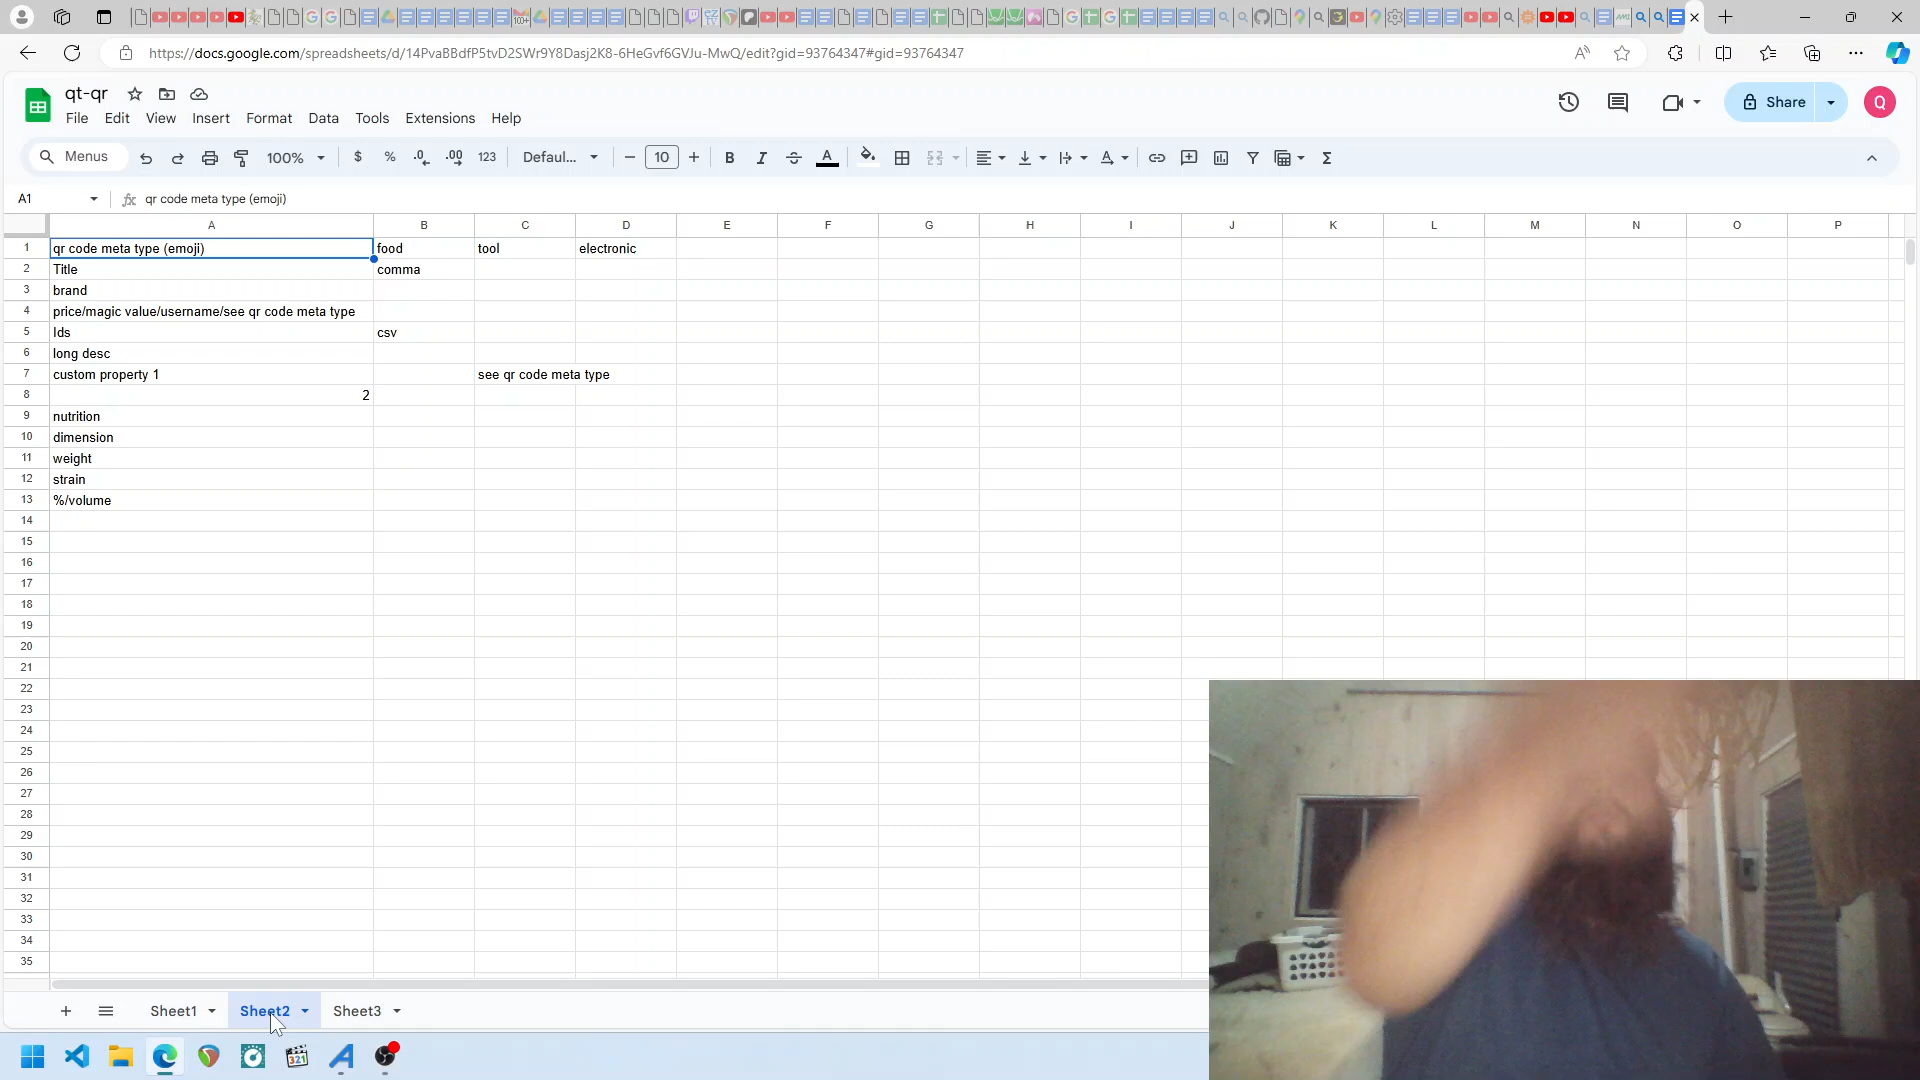 https://docs.google.com/spreadsheets/d/14PvaBBdfP5tvD2SWr9Y8Dasj2K8-6HeGvf6GVJu-MwQ/edit?gid=93764347#gid=93764347
qt-qr
File Edit View Insert Format Data Tools Extensions Help
Share
Q
Menus
100%
$ % .0 .00 123
Defaul...
10
B I
A1
qr code meta type (emoji)
A B C D E F G H I J K L M N O P
1 qr code meta type (emoji) food tool electronic
2 Title comma
3 brand
4 price/magic value/username/see qr code meta type
5 Ids csv
6 long desc
7 custom property 1 see qr code meta type
8 2
9 nutrition
10 dimension
11 weight
12 strain
13 %/volume
14
15
16
17
18
19
20
21
22
23
24
25
26
27
28
29
30
31
32
33
34
35
Sheet1 Sheet2 Sheet3
321